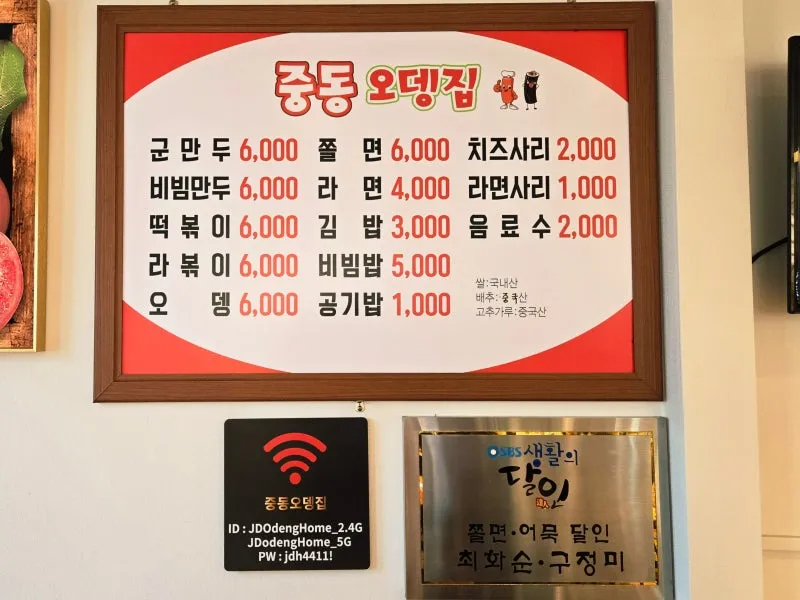 중동 오뎅집
군만두 6,000 쫄면 6,000 치즈사리 2,000
비빔만두 6,000 라면 4,000 라면사리 1,000
떡볶이 6,000 김밥 3,000 음료수 2,000
라볶이 6,000 비빔밥 5,000
오뎅 6,000 공기밥 1,000
쌀:국내산
배추:중국산
고추가루:중국산
중동오뎅집
ID : JDOdengHome_2.4G
JDodengHome_5G
PW : jdh4411!
SBS 생활의
달인
쫄면·어묵 달인
최화순·구정미